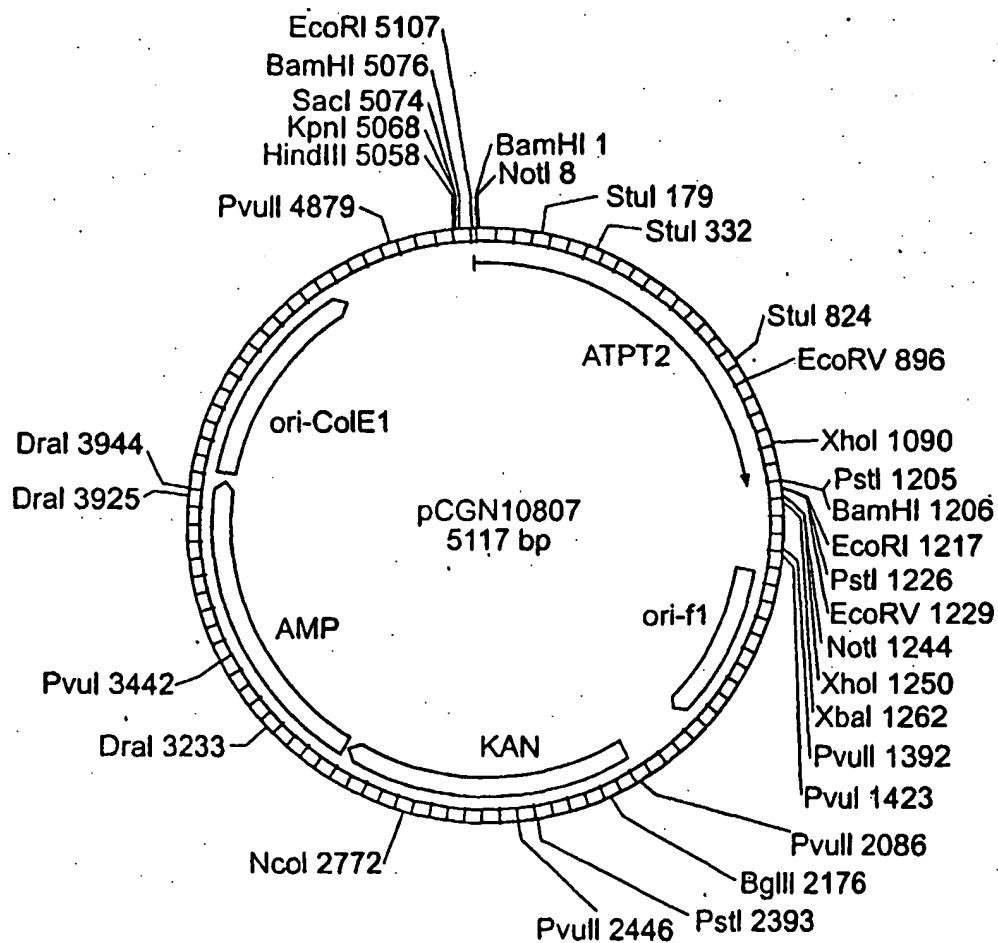 EcoRI 5107
BamHI 5076
SacI 5074
KpnI 5068
HindIII 5058
PvuII 4879
BamHI 1
NotI 8
StuI 179
StuI 332
StuI 824
EcoRV 896
ATPT2
ori-ColE1
XhoI 1090
DraI 3944
DraI 3925
PstI 1205
BamHI 1206
EcoRI 1217
PstI 1226
EcoRV 1229
NotI 1244
XhoI 1250
XbaI 1262
PvuII 1392
PvuI 1423
pCGN10807
5117 bp
ori-f1
AMP
KAN
PvuI 3442
DraI 3233
NcoI 2772
PvuII 2086
BglII 2176
PstI 2393
PvuII 2446